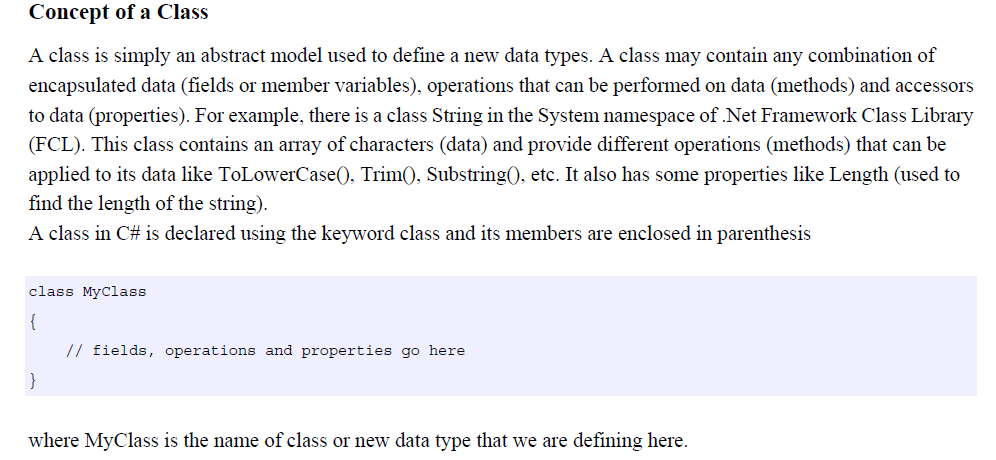 Concept of a Class
A class is simply an abstract model used to define a new data types. A class may contain any combination of
encapsulated data (fields or member variables), operations that can be performed on data (methods) and accessors
to data (properties). For example, there is a class String in the System namespace of .Net Framework Class Library
(FCL). This class contains an array of characters (data) and provide different operations (methods) that can be
applied to its data like ToLowerCase(), Trim(), Substring(), etc. It also has some properties like Length (used to
find the length of the string).
A class in C# is declared using the keyword class and its members are enclosed in parenthesis
class MyClass
{
    // fields, operations and properties go here
}
where MyClass is the name of class or new data type that we are defining here.